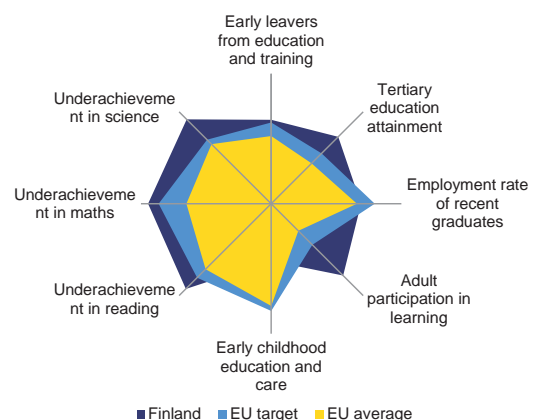 Early leavers
from education
and training
Tertiary
education
attainment
Employment rate
of recent
graduates
Adult
participation in
learning
Early childhood
education and
care
Underachieveme
nt in reading
Underachieveme
nt in maths
Underachieveme
nt in science
Finland EU target EU average